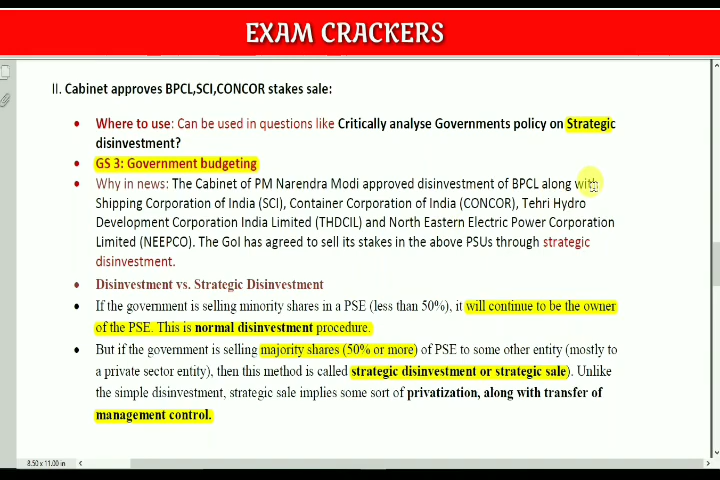 EXAM CRACKERS
II. Cabinet approves BPCL,SCI,CONCOR stakes sale:
• Where to use: Can be used in questions like Critically analyse Governments policy on Strategic
disinvestment?
• GS 3: Government budgeting
• Why in news: The Cabinet of PM Narendra Modi approved disinvestment of BPCL along with
Shipping Corporation of India (SCI), Container Corporation of India (CONCOR), Tehri Hydro
Development Corporation India Limited (THDCIL) and North Eastern Electric Power Corporation
Limited (NEEPCO). The GoI has agreed to sell its stakes in the above PSUs through strategic
disinvestment.
• Disinvestment vs. Strategic Disinvestment
• If the government is selling minority shares in a PSE (less than 50%), it will continue to be the owner
of the PSE. This is normal disinvestment procedure.
• But if the government is selling majority shares (50% or more) of PSE to some other entity (mostly to
a private sector entity), then this method is called strategic disinvestment or strategic sale). Unlike
the simple disinvestment, strategic sale implies some sort of privatization, along with transfer of
management control.
8.50 x 11.00 in